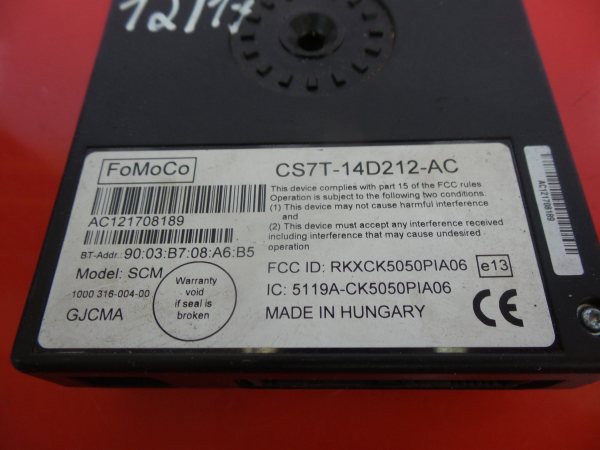 12/17
FoMoCo
CS7T-14D212-AC
AC121708189
BT-Addr.: 90:03:B7:08:A6:B5
Model: SCM
1000 316-004-00
GJCMA
Warranty
void
if seal is
broken
This device complies with part 15 of the FCC rules.
Operation is subject to the following two conditions:
(1) This device may not cause harmful interference
and
(2) This device must accept any interference received
including interference that may cause undesired
operation
FCC ID: RKXCK5050PIA06
e13
IC: 5119A-CK5050PIA06
MADE IN HUNGARY
CE
AC121708189